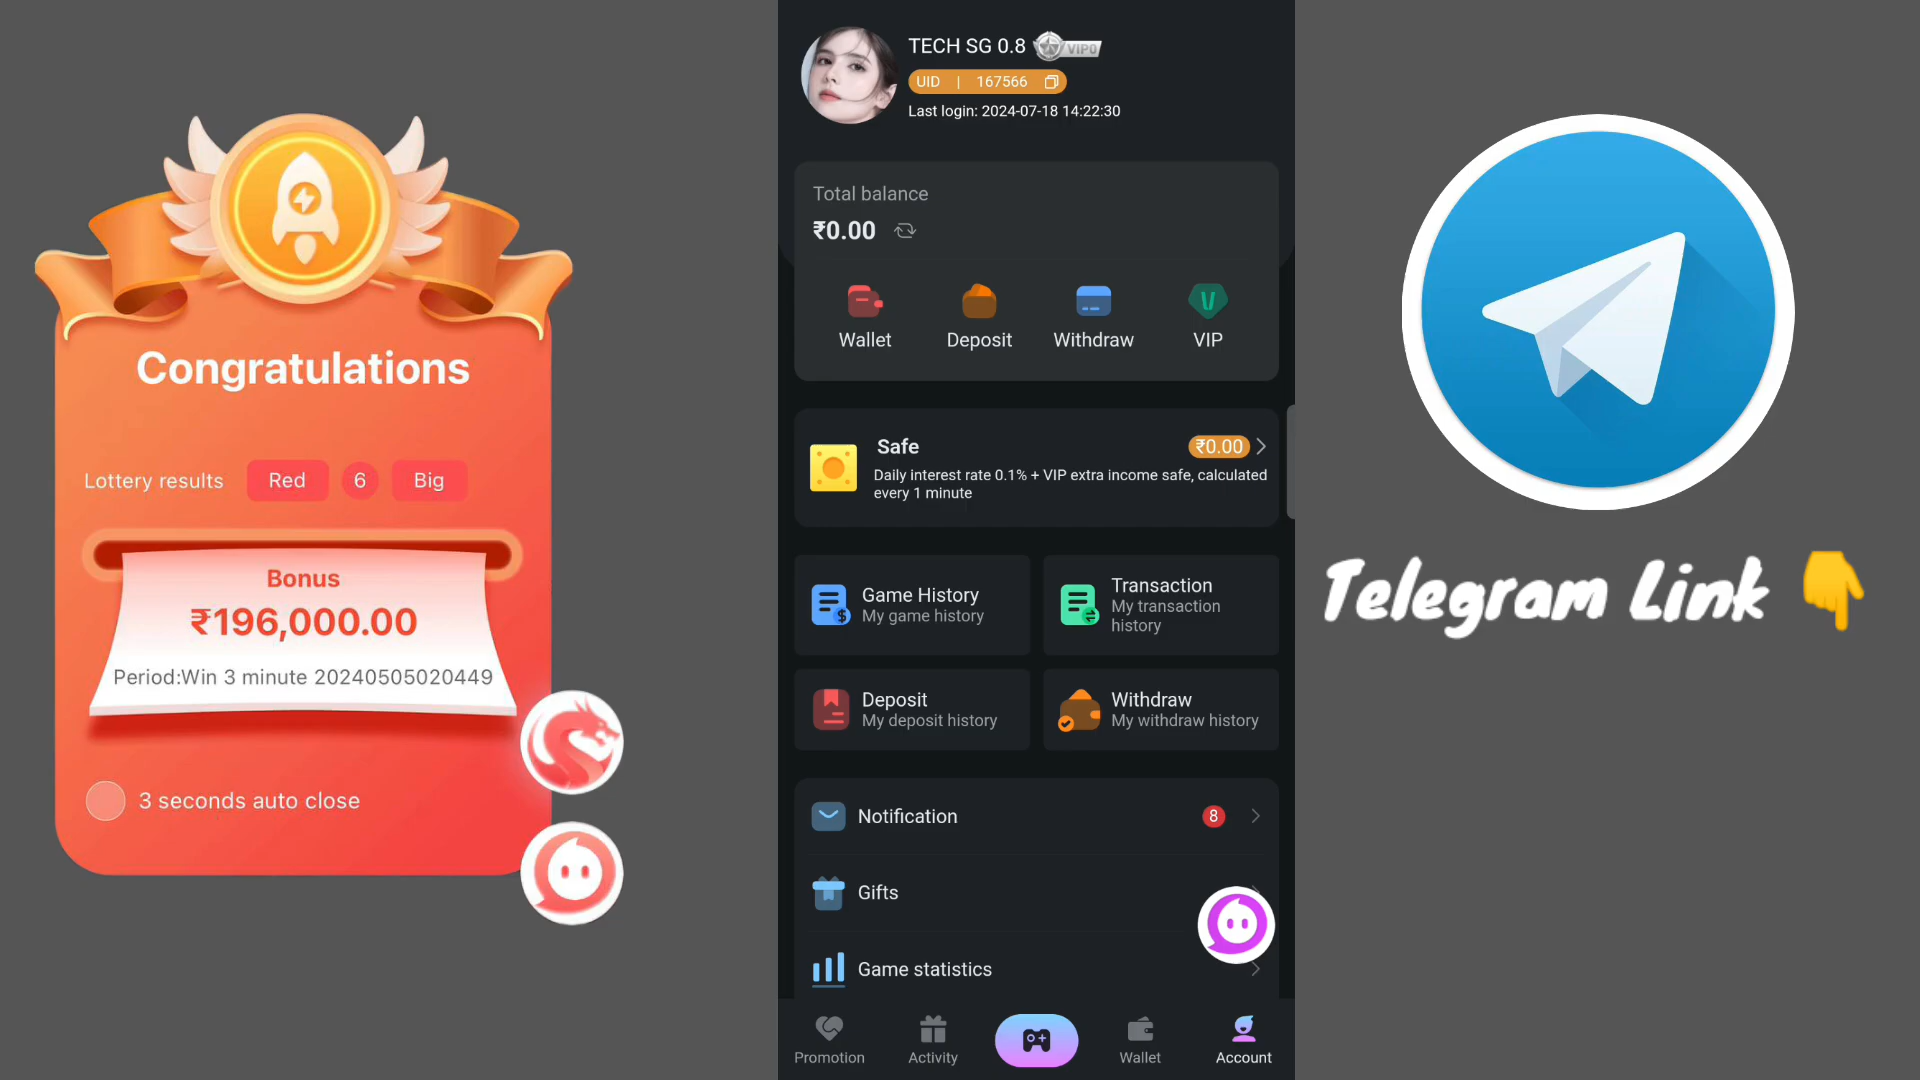 Congratulations
Lottery results Red 6 Big
Bonus
₹196,000.00
Period:Win 3 minute 20240505020449
3 seconds auto close
TECH SG 0.8 VIP0
UID | 167566
Last login: 2024-07-18 14:22:30
Total balance
₹0.00
Wallet Deposit Withdraw VIP
Safe ₹0.00
Daily interest rate 0.1% + VIP extra income safe, calculated
every 1 minute
Game History
My game history
Transaction
My transaction
history
Deposit
My deposit history
Withdraw
My withdraw history
Notification 8
Gifts
Game statistics
Promotion Activity Wallet Account
Telegram Link 👇